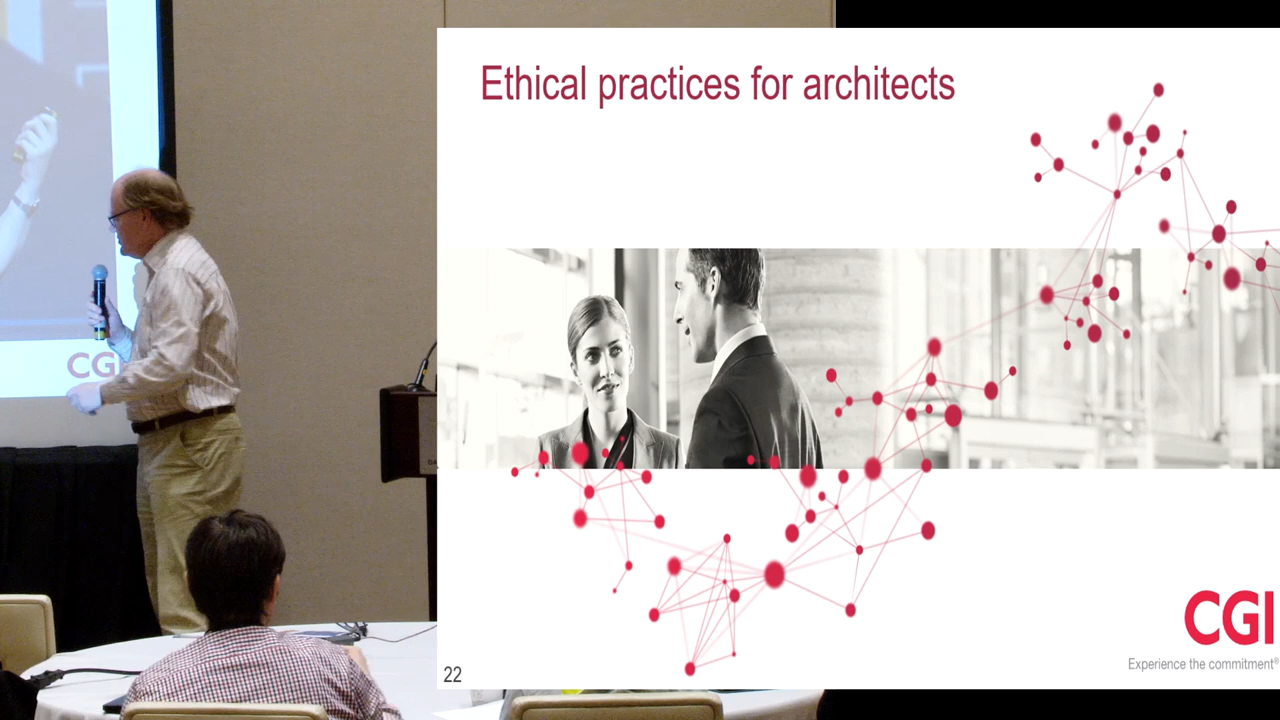 Ethical practices for architects
CGI
CGI
Experience the commitment®
22